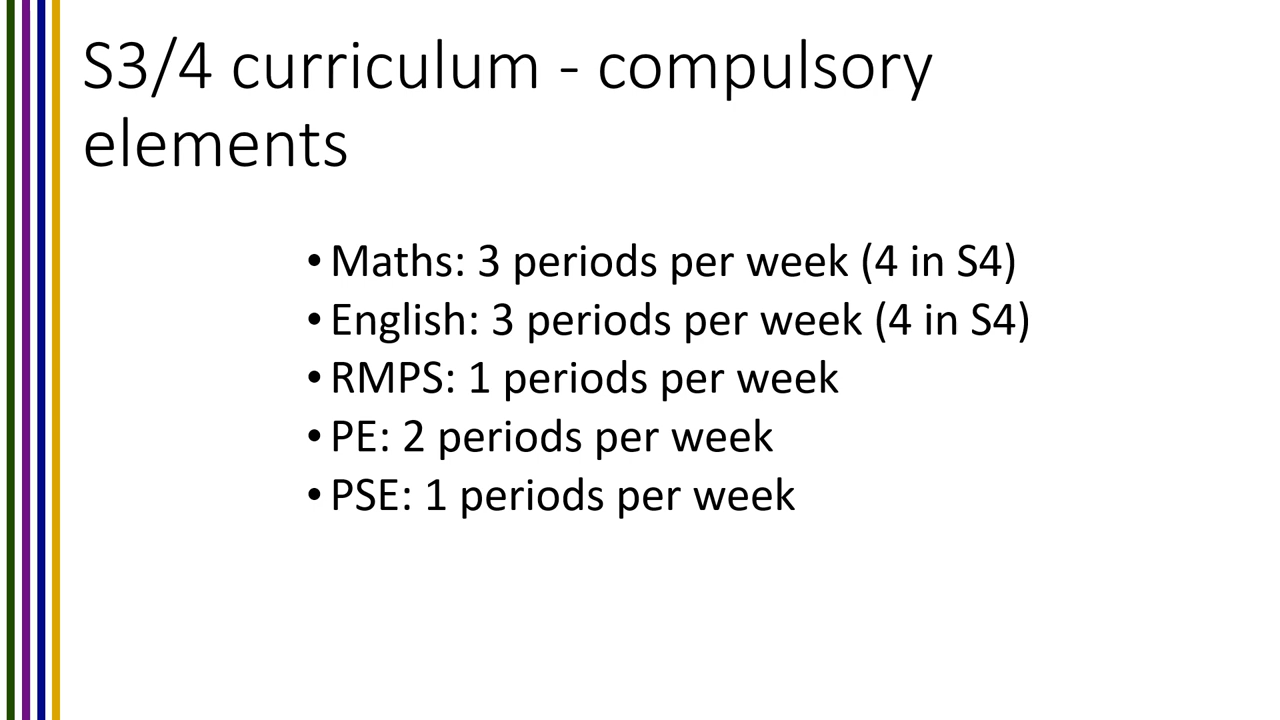 S3/4 curriculum - compulsory
elements
• Maths: 3 periods per week (4 in S4)
• English: 3 periods per week (4 in S4)
• RMPS: 1 periods per week
• PE: 2 periods per week
• PSE: 1 periods per week